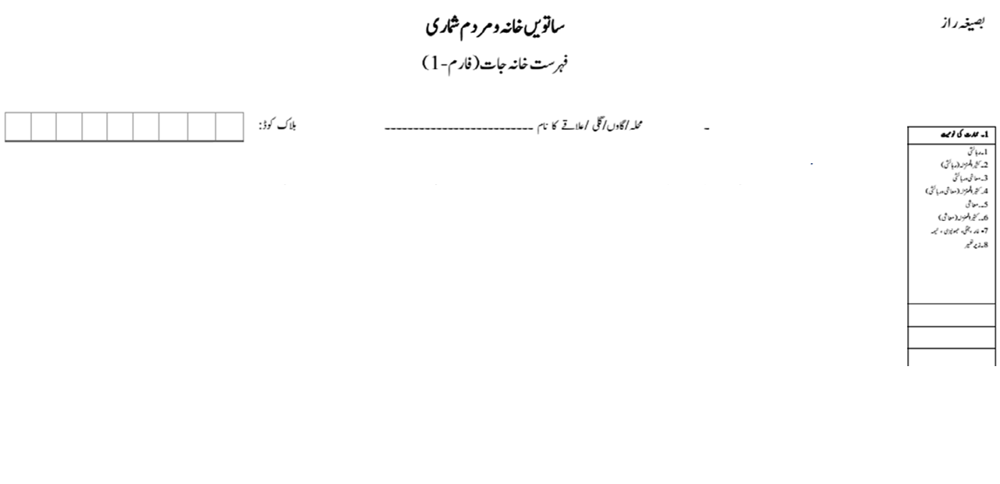 بصیغہ راز
ساتویں خانہ و مردم شماری
فہرست خانہ جات (فارم-1)
محلہ/گاوں/گلی /علاقے کا نام --------------------------
بلاک کوڈ:
1۔ عمارت کی نوعیت
1۔رہائشی
2۔کثیر المنزلہ(رہائشی)
3۔معاشی و رہائشی
4۔کثیر المنزلہ(معاشی و رہائشی)
5۔معاشی
6۔کثیر المنزلہ(معاشی)
7- غار ، جھگی، جھونپڑی ، خیمہ
8۔زیر تعمیر